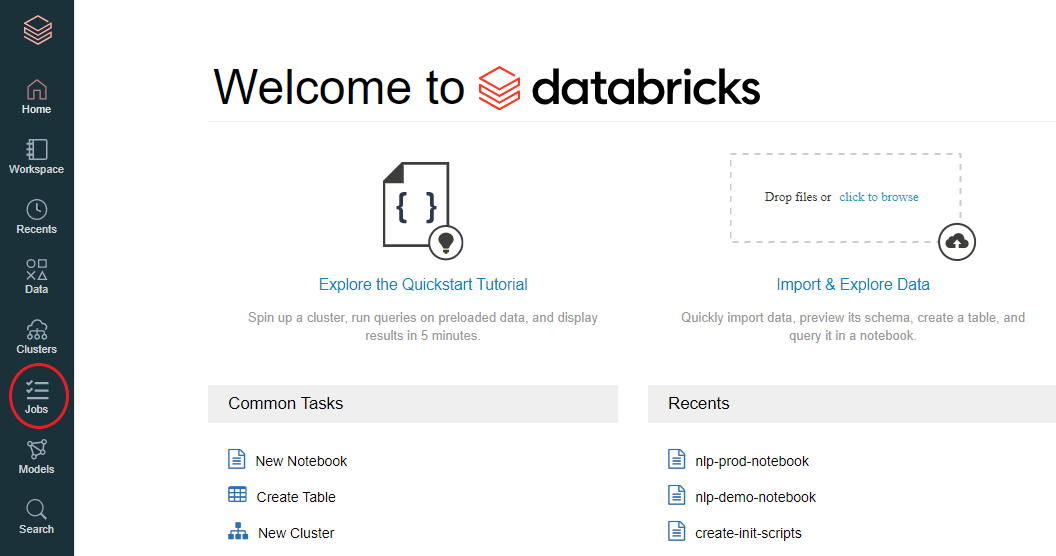 Home
Workspace
Recents
Data
Clusters
Jobs
Models
Search
Welcome to databricks
{ }
Explore the Quickstart Tutorial
Spin up a cluster, run queries on preloaded data, and display
results in 5 minutes.
Drop files or click to browse
Import & Explore Data
Quickly import data, preview its schema, create a table, and
query it in a notebook.
Common Tasks
New Notebook
Create Table
New Cluster
Recents
nlp-prod-notebook
nlp-demo-notebook
create-init-scripts